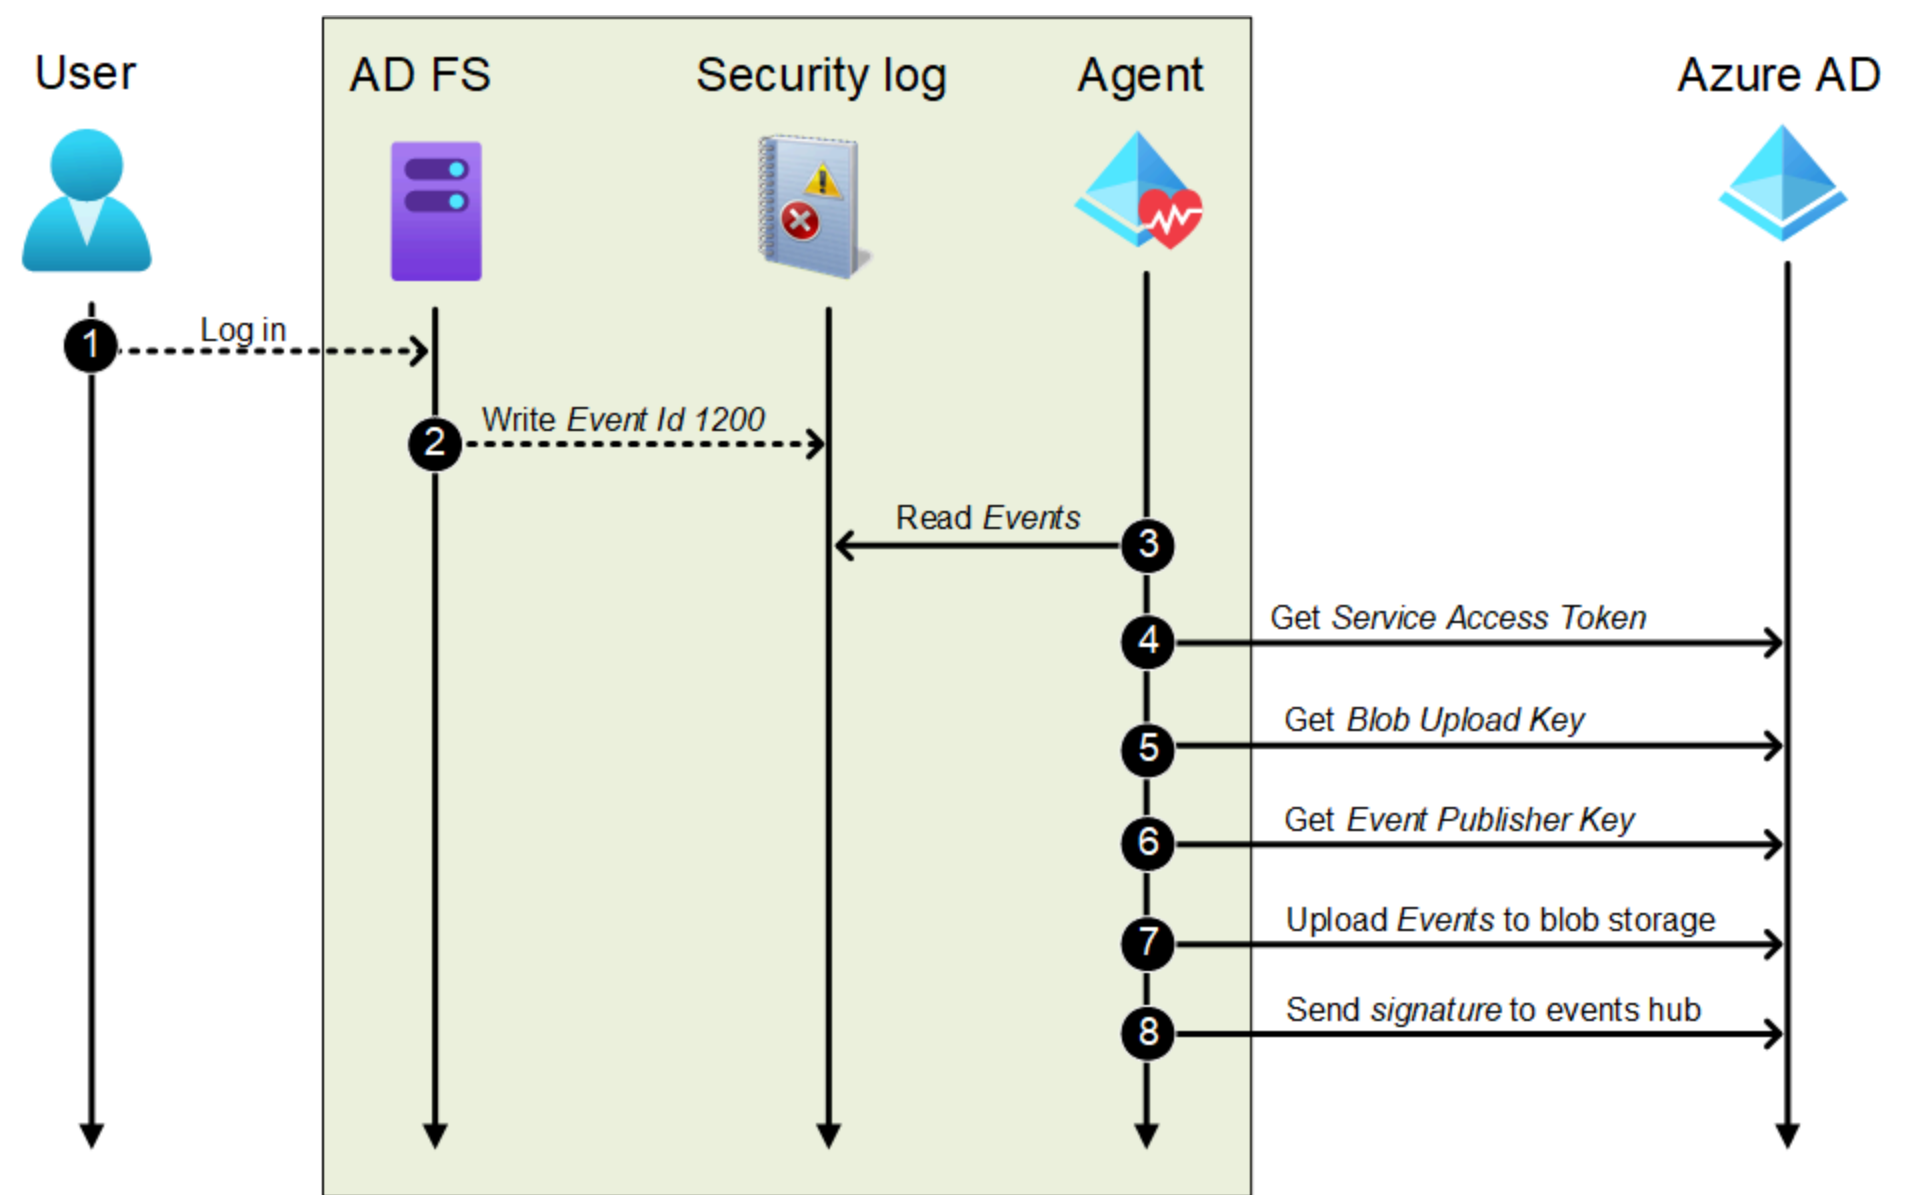 User
AD FS
Security log
Agent
Azure AD
1
Log in
2
Write Event Id 1200
Read Events
3
4
Get Service Access Token
5
Get Blob Upload Key
6
Get Event Publisher Key
7
Upload Events to blob storage
8
Send signature to events hub